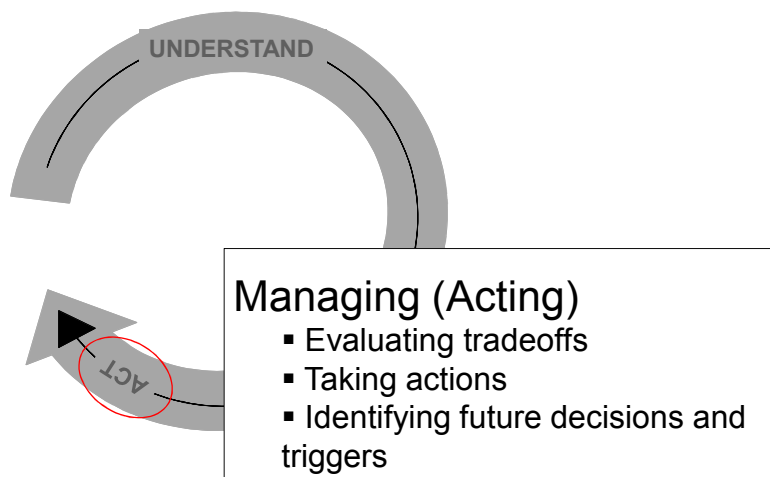 UNDERSTAND
Managing (Acting)
▪ Evaluating tradeoffs
▪ Taking actions
▪ Identifying future decisions and
triggers
ACT